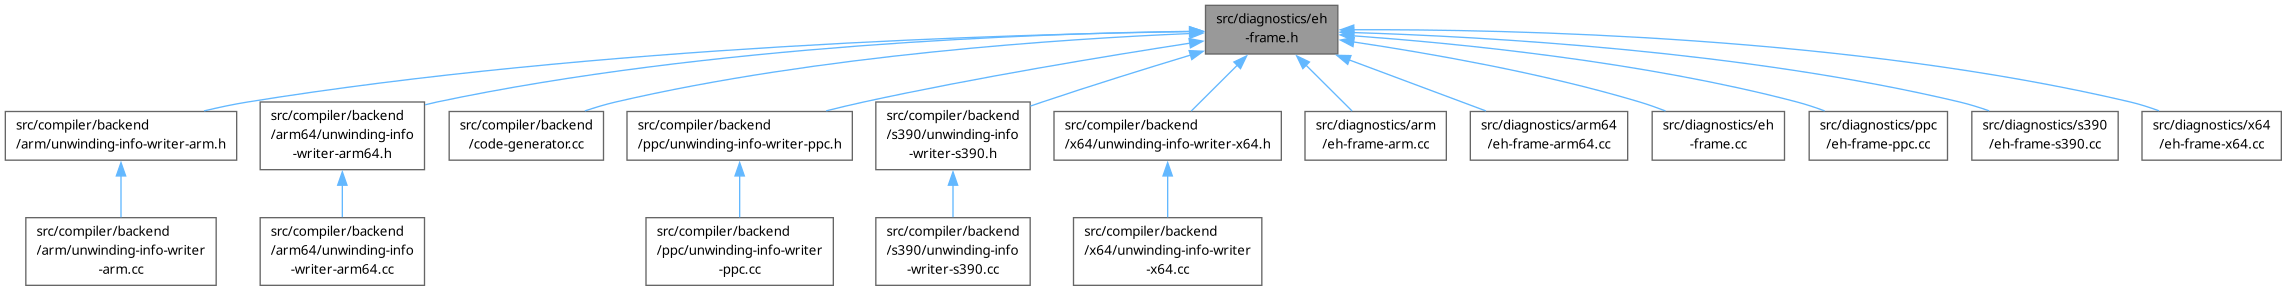 src/diagnostics/eh
-frame.h
src/compiler/backend
/arm/unwinding-info-writer-arm.h
src/compiler/backend
/arm64/unwinding-info
-writer-arm64.h
src/compiler/backend
/code-generator.cc
src/compiler/backend
/ppc/unwinding-info-writer-ppc.h
src/compiler/backend
/s390/unwinding-info
-writer-s390.h
src/compiler/backend
/x64/unwinding-info-writer-x64.h
src/diagnostics/arm
/eh-frame-arm.cc
src/diagnostics/arm64
/eh-frame-arm64.cc
src/diagnostics/eh
-frame.cc
src/diagnostics/ppc
/eh-frame-ppc.cc
src/diagnostics/s390
/eh-frame-s390.cc
src/diagnostics/x64
/eh-frame-x64.cc
src/compiler/backend
/arm/unwinding-info-writer
-arm.cc
src/compiler/backend
/arm64/unwinding-info
-writer-arm64.cc
src/compiler/backend
/ppc/unwinding-info-writer
-ppc.cc
src/compiler/backend
/s390/unwinding-info
-writer-s390.cc
src/compiler/backend
/x64/unwinding-info-writer
-x64.cc